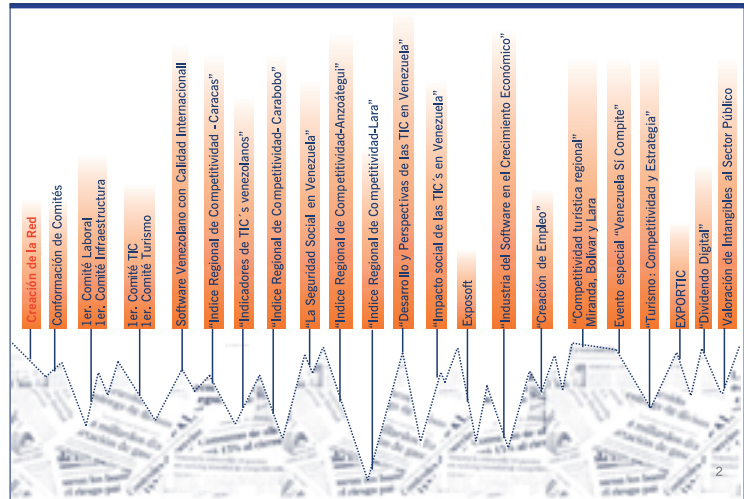 Creación de la Red
Conformación de Comités
1er. Comité Laboral
1er. Comité Infraestructura
1er. Comité TIC
1er. Comité Turismo
Software Venezolano con Calidad Internacionall
"Indice Regional de Competitividad - Caracas"
"Indicadores de TIC´s venezolanos"
"Indice Regional de Competitividad- Carabobo"
"La Seguridad Social en Venezuela"
"Indice Regional de Competitividad-Anzoátegui"
"Indice Regional de Competitividad-Lara"
"Desarrollo y Perspectivas de las TIC en Venezuela"
"Impacto social de las TIC´s en Venezuela"
Exposoft
"Industria del Software en el Crecimiento Económico"
"Creación de Empleo"
"Competitividad turística regional"
Miranda, Bolivar y Lara
Evento especial "Venezuela Sí Compite"
"Turismo: Competitividad y Estrategia"
EXPORTIC
"Dividendo Digital"
Valoración de Intangibles al Sector Público
2